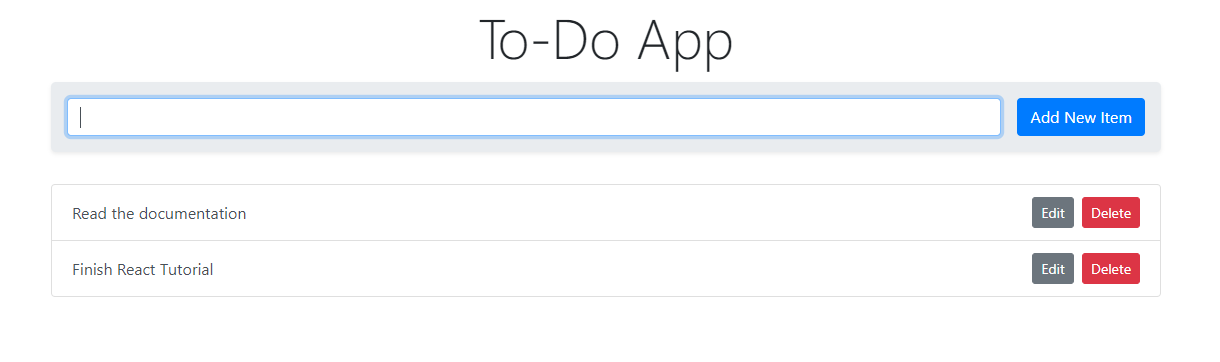 To-Do App
Add New Item
Read the documentation Edit Delete
Finish React Tutorial Edit Delete